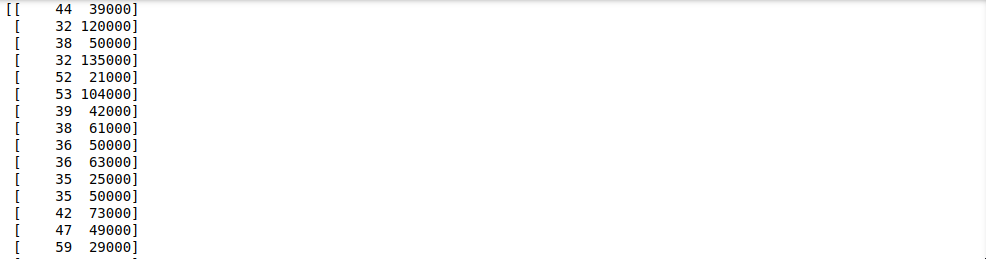 [[    44  39000]
 [    32 120000]
 [    38  50000]
 [    32 135000]
 [    52  21000]
 [    53 104000]
 [    39  42000]
 [    38  61000]
 [    36  50000]
 [    36  63000]
 [    35  25000]
 [    35  50000]
 [    42  73000]
 [    47  49000]
 [    59  29000]